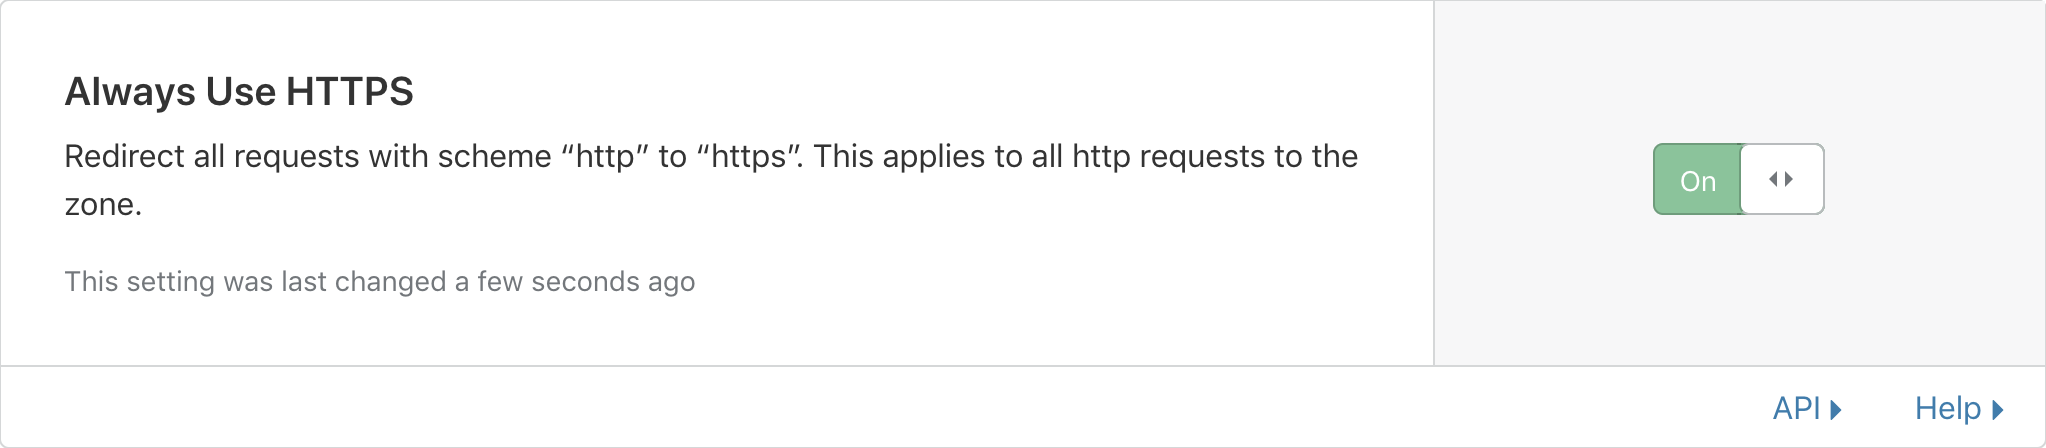 Always Use HTTPS
Redirect all requests with scheme “http” to “https”. This applies to all http requests to the
zone.
On
This setting was last changed a few seconds ago
API
Help